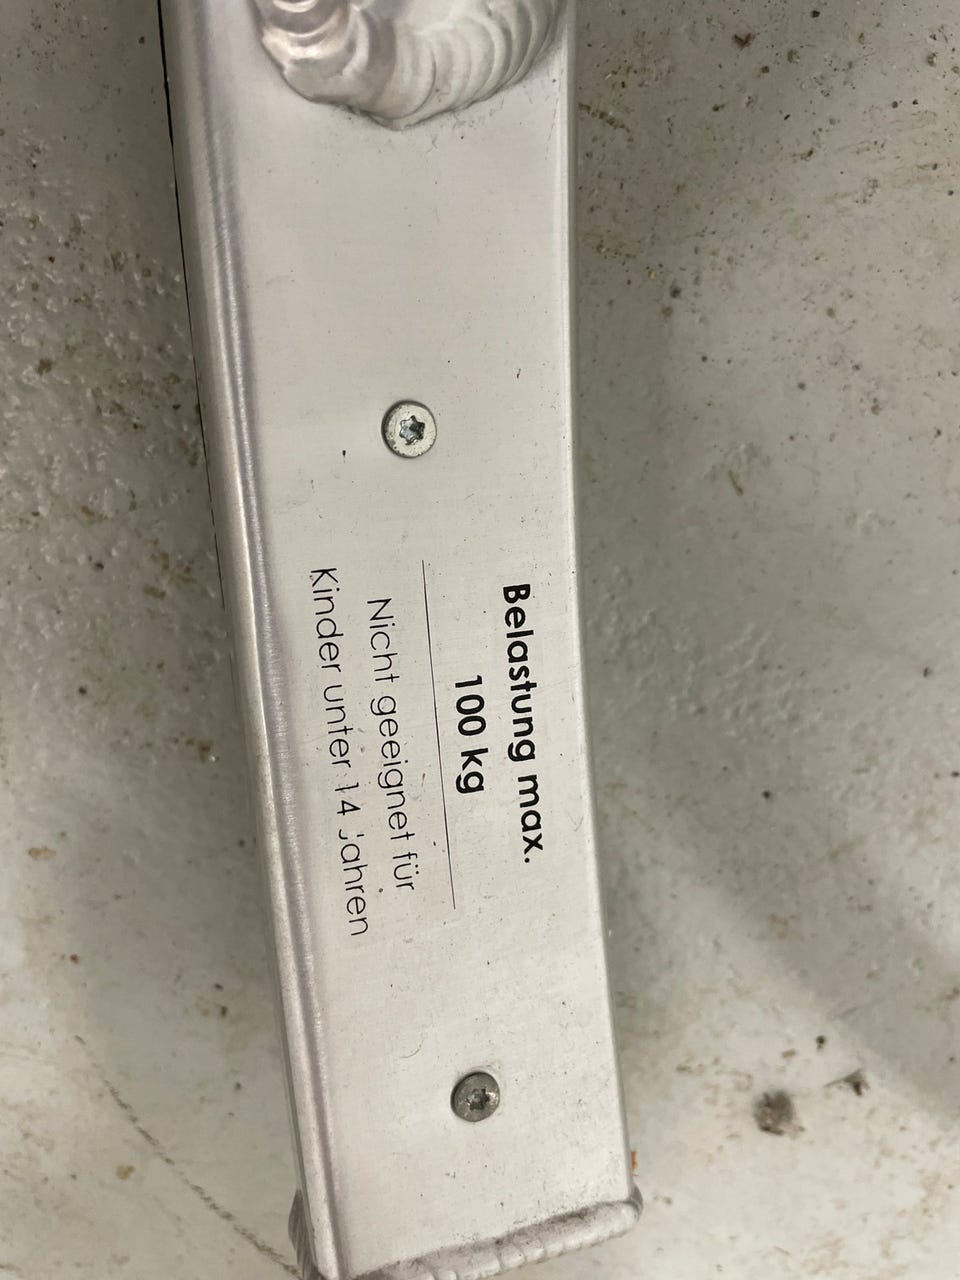 Belastung max.
100 kg
Nicht geeignet für
Kinder unter 14 Jahren